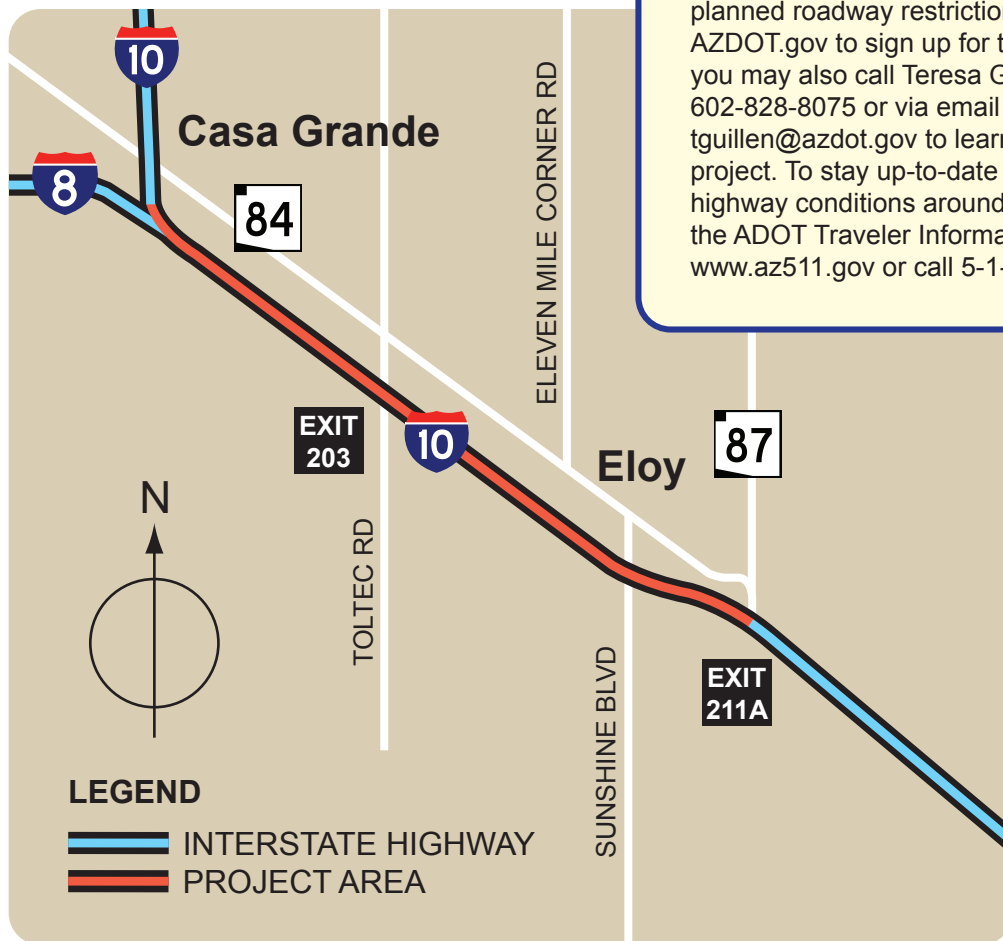 planned roadway restriction
AZDOT.gov to sign up for t
you may also call Teresa G
602-828-8075 or via email
tguillen@azdot.gov to learn
project. To stay up-to-date
highway conditions around
the ADOT Traveler Informa
www.az511.gov or call 5-1-
10
Casa Grande
8
84
ELEVEN MILE CORNER RD
EXIT
203
10
Eloy
87
N
TOLTEC RD
SUNSHINE BLVD
EXIT
211A
LEGEND
INTERSTATE HIGHWAY
PROJECT AREA